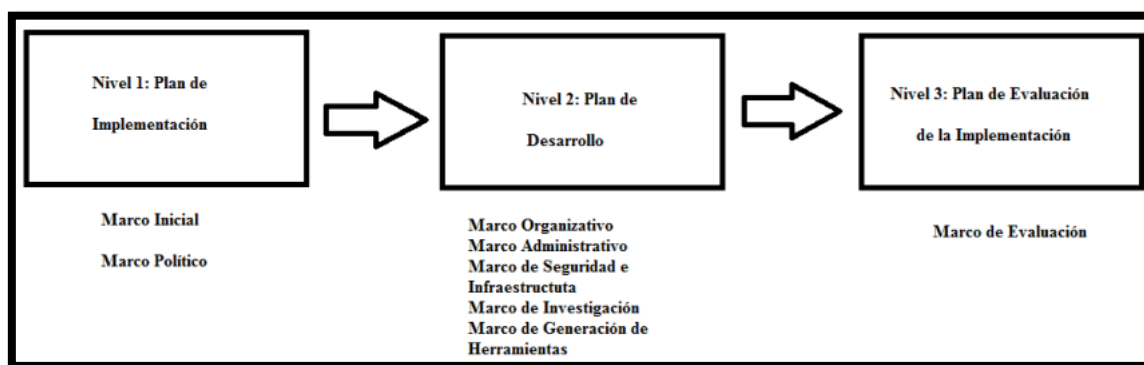 Nivel 1: Plan de
Implementación
Marco Inicial
Marco Político
Nivel 2: Plan de
Desarrollo
Marco Organizativo
Marco Administrativo
Marco de Seguridad e
Infraestructuta
Marco de Investigación
Marco de Generación de
Herramientas
Nivel 3: Plan de Evaluación
de la Implementación
Marco de Evaluación